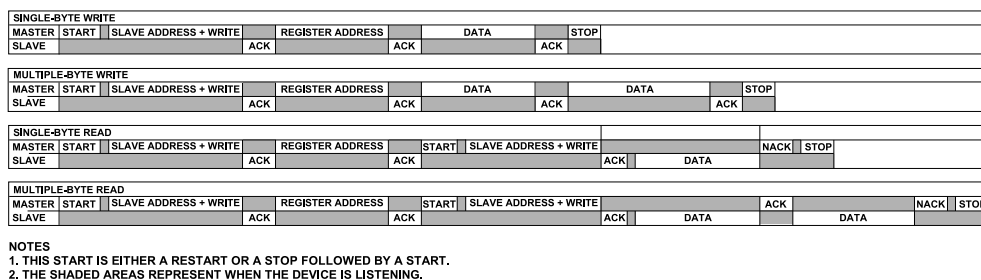 SINGLE-BYTE WRITE
MASTER START SLAVE ADDRESS + WRITE REGISTER ADDRESS DATA STOP
SLAVE ACK ACK ACK
MULTIPLE-BYTE WRITE
MASTER START SLAVE ADDRESS + WRITE REGISTER ADDRESS DATA DATA STOP
SLAVE ACK ACK ACK ACK
SINGLE-BYTE READ
MASTER START SLAVE ADDRESS + WRITE REGISTER ADDRESS START SLAVE ADDRESS + WRITE NACK STOP
SLAVE ACK ACK ACK DATA
MULTIPLE-BYTE READ
MASTER START SLAVE ADDRESS + WRITE REGISTER ADDRESS START SLAVE ADDRESS + WRITE ACK NACK STOP
SLAVE ACK ACK ACK DATA DATA
NOTES
1. THIS START IS EITHER A RESTART OR A STOP FOLLOWED BY A START.
2. THE SHADED AREAS REPRESENT WHEN THE DEVICE IS LISTENING.